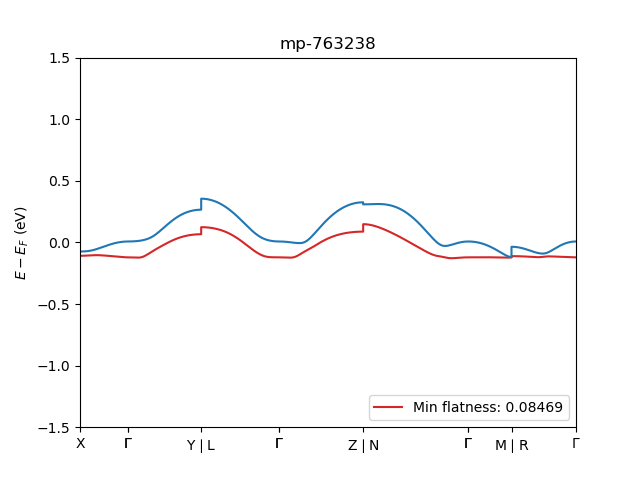 mp-763238
E − E_F (eV)
1.5
1.0
0.5
0.0
−0.5
−1.0
−1.5
Min flatness: 0.08469
X Γ Y | L Γ Z | N Γ M | R Γ